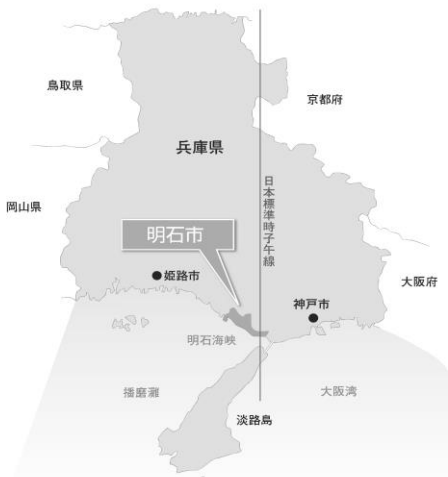 鳥取県
京都府
兵庫県
岡山県
日本標準時子午線
明石市
姫路市
大阪府
神戸市
明石海峡
播磨灘
大阪湾
淡路島